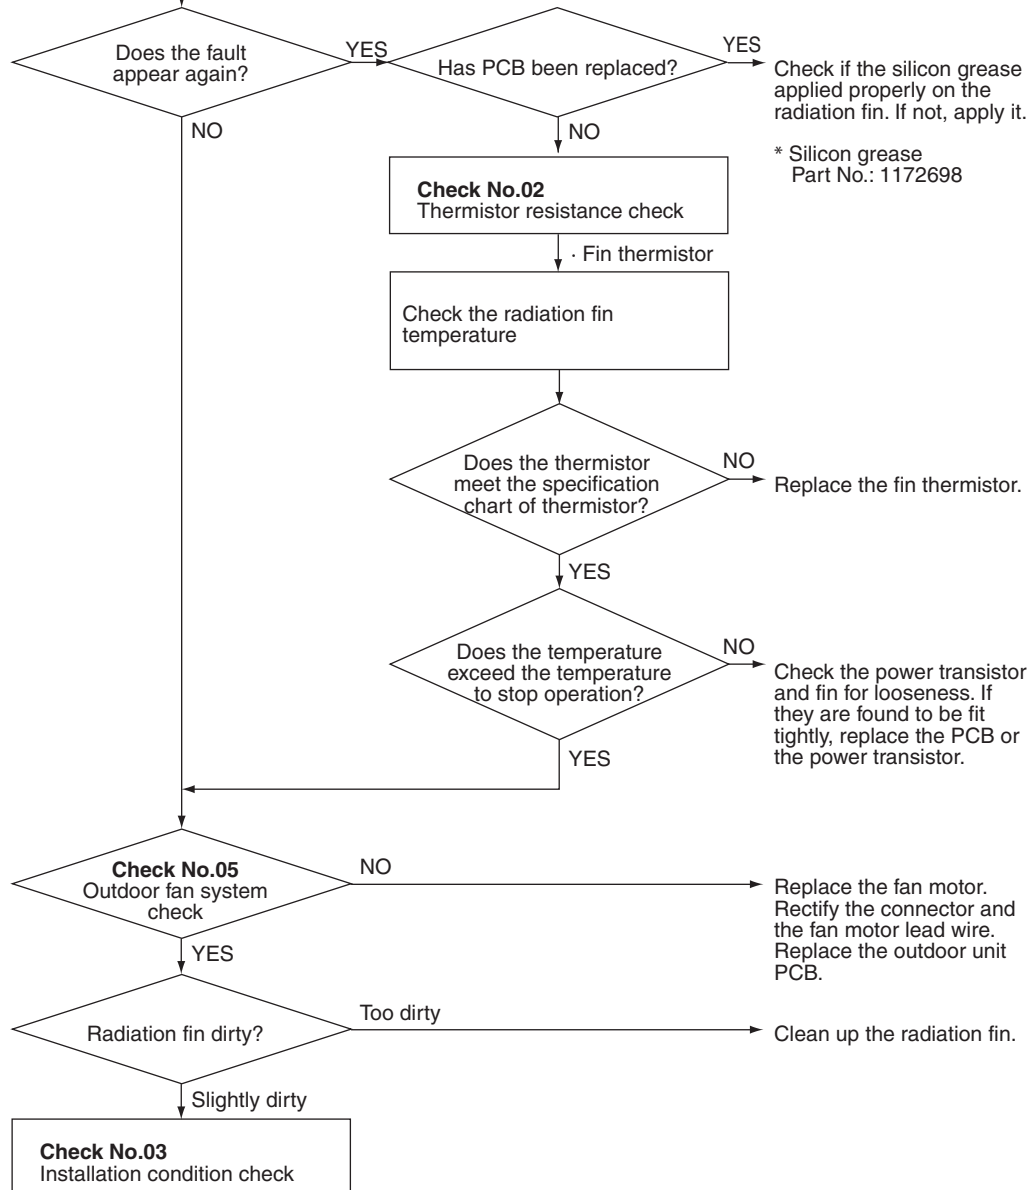 Does the fault
appear again?
YES
Has PCB been replaced?
YES
Check if the silicon grease
applied properly on the
radiation fin. If not, apply it.
* Silicon grease
Part No.: 1172698
NO
NO
Check No.02
Thermistor resistance check
· Fin thermistor
Check the radiation fin
temperature
Does the thermistor
meet the specification
chart of thermistor?
NO
Replace the fin thermistor.
YES
Does the temperature
exceed the temperature
to stop operation?
NO
Check the power transistor
and fin for looseness. If
they are found to be fit
tightly, replace the PCB or
the power transistor.
YES
Check No.05
Outdoor fan system
check
NO
Replace the fan motor.
Rectify the connector and
the fan motor lead wire.
Replace the outdoor unit
PCB.
YES
Radiation fin dirty?
Too dirty
Clean up the radiation fin.
Slightly dirty
Check No.03
Installation condition check